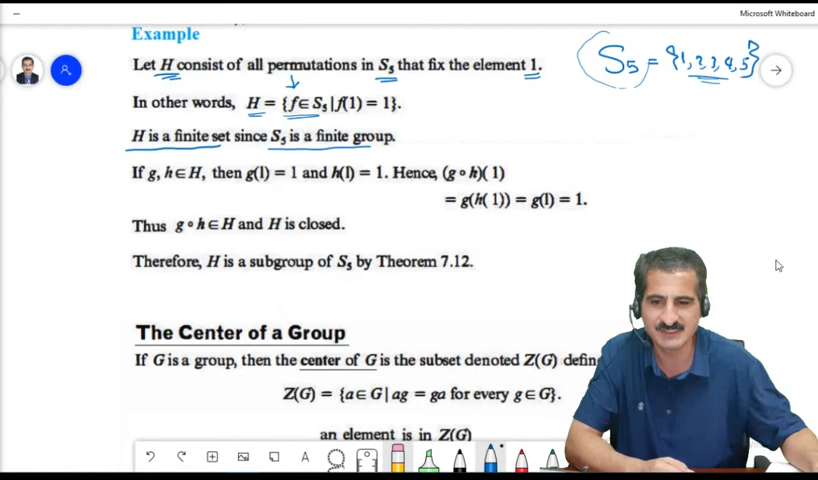 Microsoft Whiteboard
Example
Let H consist of all permutations in S₅ that fix the element 1.
S₅ = {1, 2, 3, 4, 5}
In other words, H = {f ∈ S₅ | f(1) = 1}.
H is a finite set since S₅ is a finite group.
If g, h ∈ H, then g(l) = 1 and h(l) = 1. Hence, (g ∘ h)( 1)
= g(h( 1)) = g(l) = 1.
Thus g ∘ h ∈ H and H is closed.
Therefore, H is a subgroup of S₅ by Theorem 7.12.
The Center of a Group
If G is a group, then the center of G is the subset denoted Z(G) defin
Z(G) = {a ∈ G | ag = ga for every g ∈ G}.
an element is in Z(G)